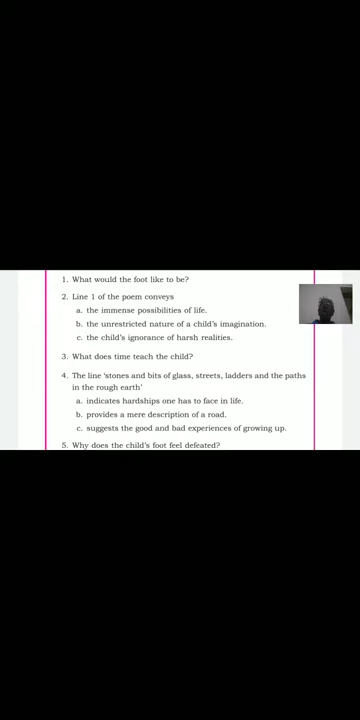 1. What would the foot like to be?
2. Line 1 of the poem conveys
a. the immense possibilities of life.
b. the unrestricted nature of a child's imagination.
c. the child's ignorance of harsh realities.
3. What does time teach the child?
4. The line ‘stones and bits of glass, streets, ladders and the paths
in the rough earth’
a. indicates hardships one has to face in life.
b. provides a mere description of a road.
c. suggests the good and bad experiences of growing up.
5. Why does the child's foot feel defeated?